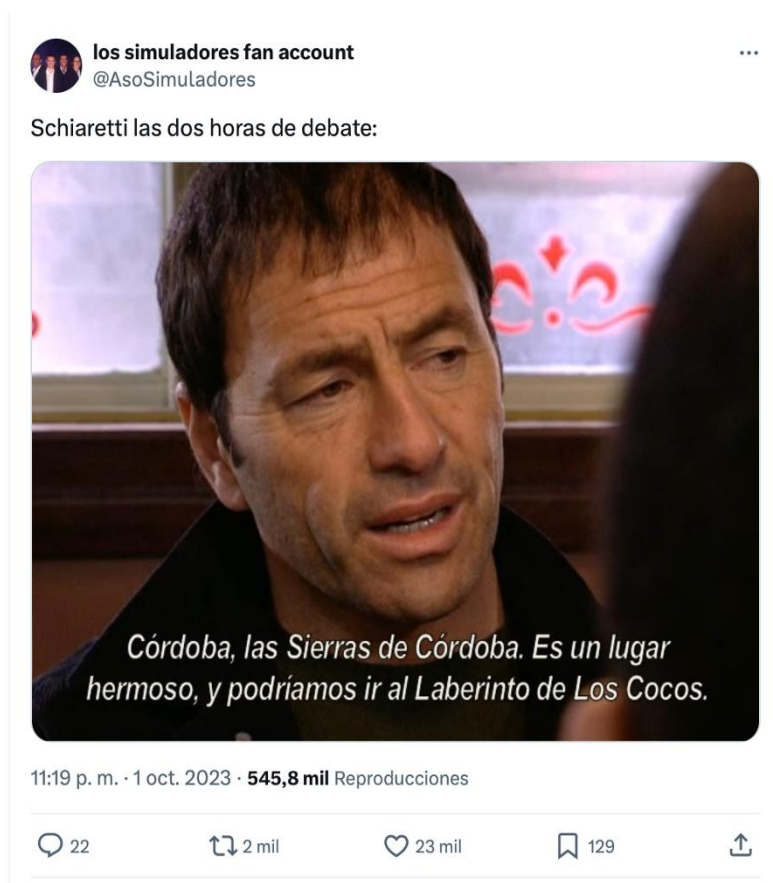 los simuladores fan account
@AsoSimuladores
Schiaretti las dos horas de debate:
Córdoba, las Sierras de Córdoba. Es un lugar
hermoso, y podríamos ir al Laberinto de Los Cocos.
11:19 p. m. · 1 oct. 2023 · 545,8 mil Reproducciones
22 2 mil 23 mil 129